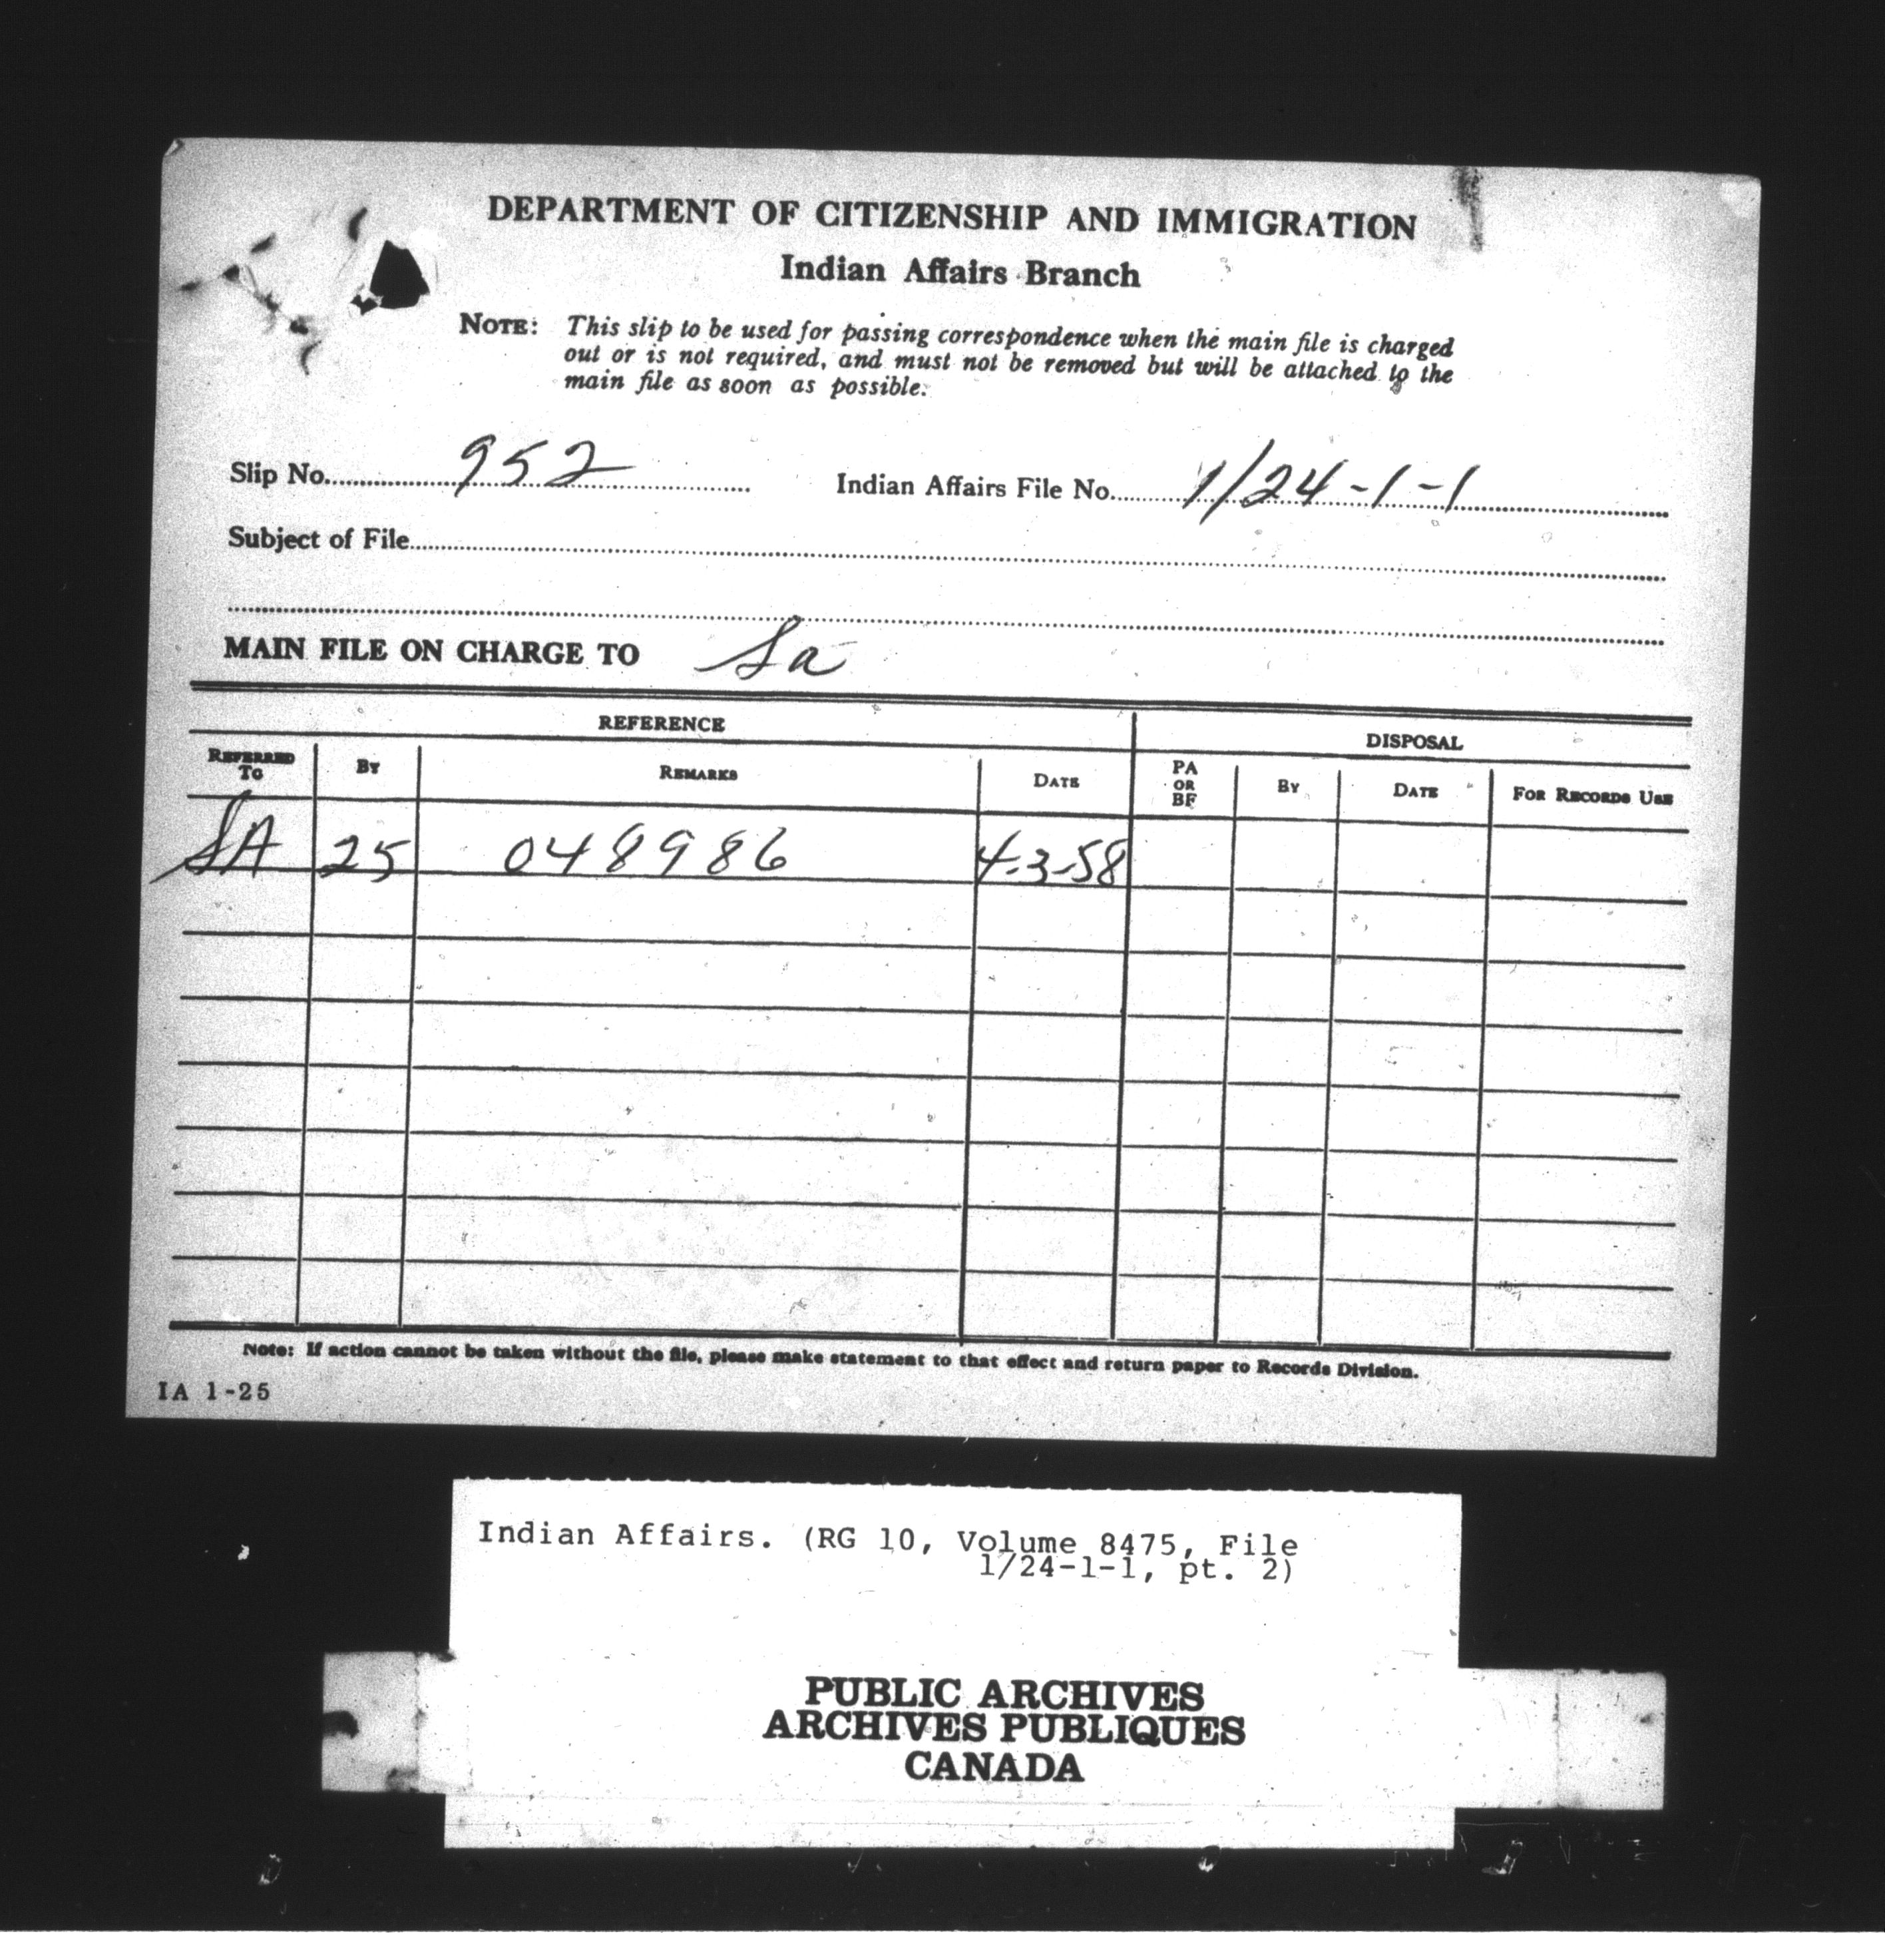 DEPARTMENT OF CITIZENSHIP AND IMMIGRATION
Indian Affairs Branch
NOTE: This slip to be used for passing correspondence when the main file is charged
out or is not required, and must not be removed but will be attached to the
main file as soon as possible.
Slip No. 952 Indian Affairs File No. 1/24-1-1
Subject of File
MAIN FILE ON CHARGE TO Sa
REFERENCE DISPOSAL
REFERRED TO BY REMARKS DATE PA OR BF BY DATE FOR RECORDS USE
SA 25 048986 4-3-58
Note: If action cannot be taken without the file, please make statement to that effect and return paper to Records Division.
IA 1-25
Indian Affairs. (RG 10, Volume 8475, File
1/24-1-1, pt. 2)
PUBLIC ARCHIVES
ARCHIVES PUBLIQUES
CANADA